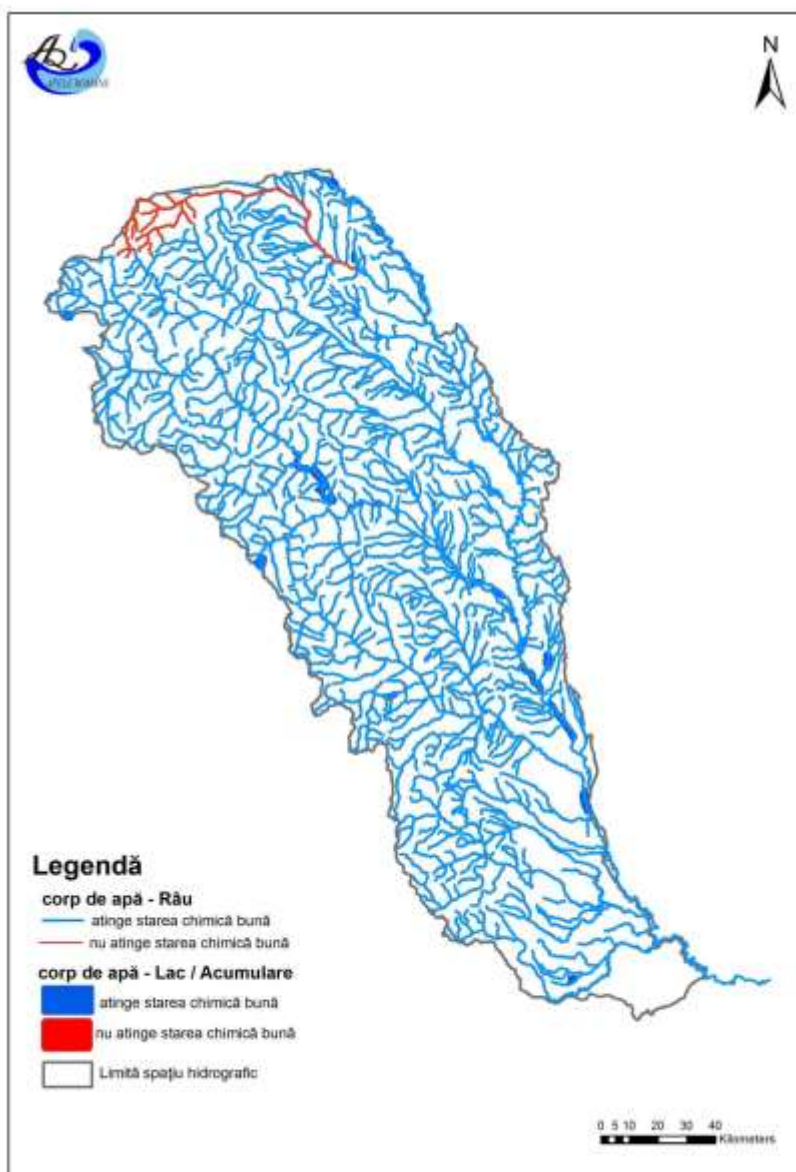 N
Legendă
corp de apă - Râu
atinge starea chimică bună
nu atinge starea chimică bună
corp de apă - Lac / Acumulare
atinge starea chimică bună
nu atinge starea chimică bună
Limită spațiu hidrografic
0 5 10 20 30 40
Kilometers